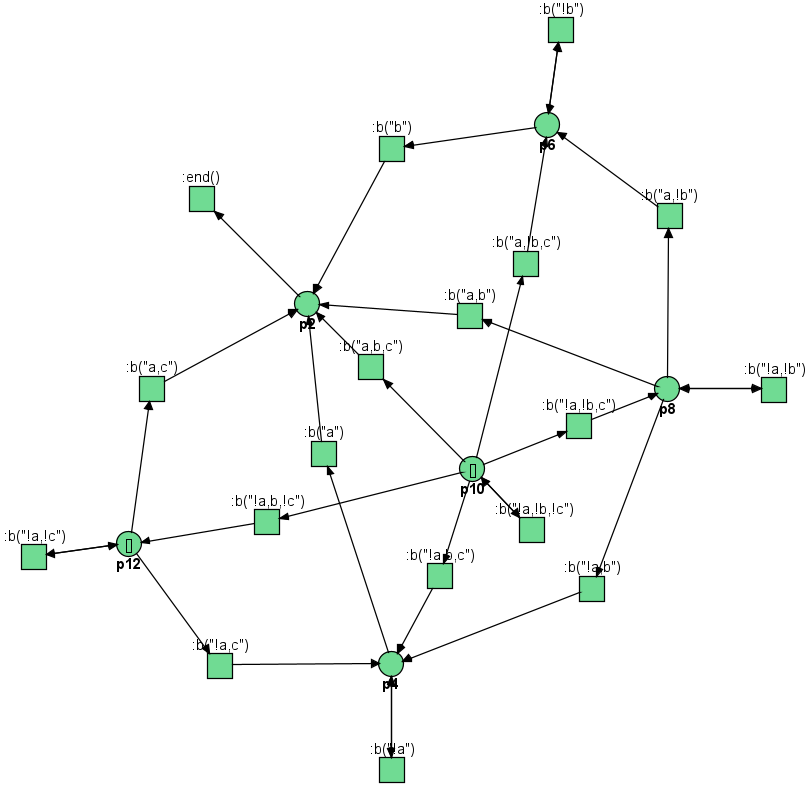 :b("!b")
p6
:b("b")
:end()
:b("a,!b")
:b("a,!b,c")
:b("a,b")
p2
:b("a,b,c")
:b("a,c")
:b("!a,!b")
p8
:b("!a,!b,c")
:b("a")
[]
p10
:b("!a,b,!c")
:b("!a,!b,!c")
:b("!a,!c")
[]
p12
:b("!a,b,c")
:b("!a,b")
:b("!a,c")
p4
:b("!a")